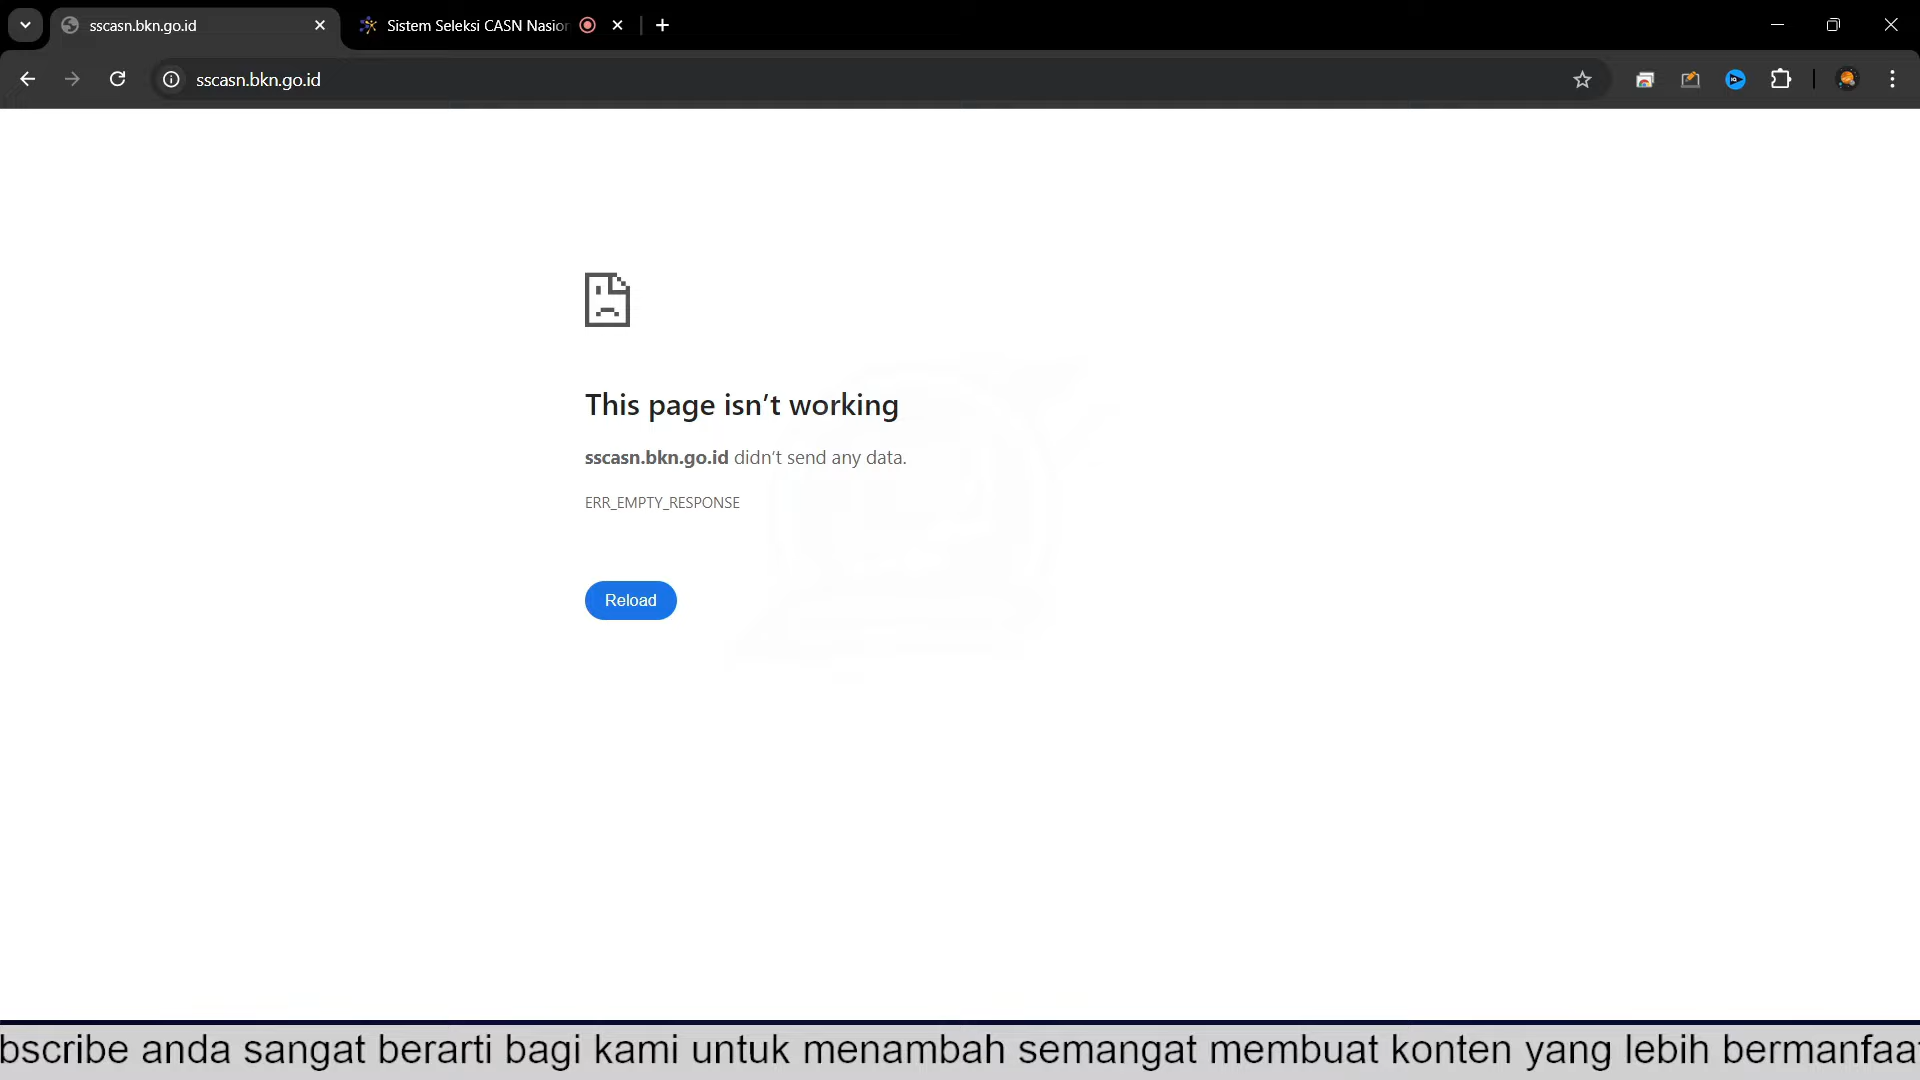 sscasn.bkn.go.id
Sistem Seleksi CASN Nasion
sscasn.bkn.go.id
This page isn’t working
sscasn.bkn.go.id didn’t send any data.
ERR_EMPTY_RESPONSE
Reload
bscribe anda sangat berarti bagi kami untuk menambah semangat membuat konten yang lebih bermanfaat